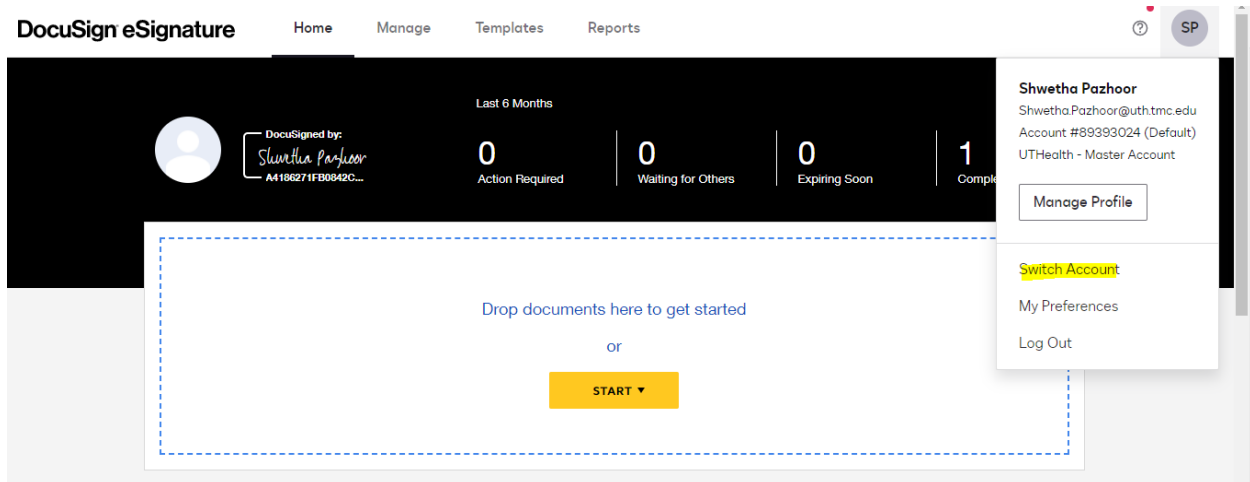 DocuSign eSignature Home Manage Templates Reports SP
Last 6 Months
DocuSigned by:
Shwetha Pazhoor
A4186271FB0842C...
0
Action Required
0
Waiting for Others
0
Expiring Soon
1
Comple
Drop documents here to get started
or
START
Shwetha Pazhoor
Shwetha.Pazhoor@uth.tmc.edu
Account #89393024 (Default)
UTHealth - Master Account
Manage Profile
Switch Account
My Preferences
Log Out